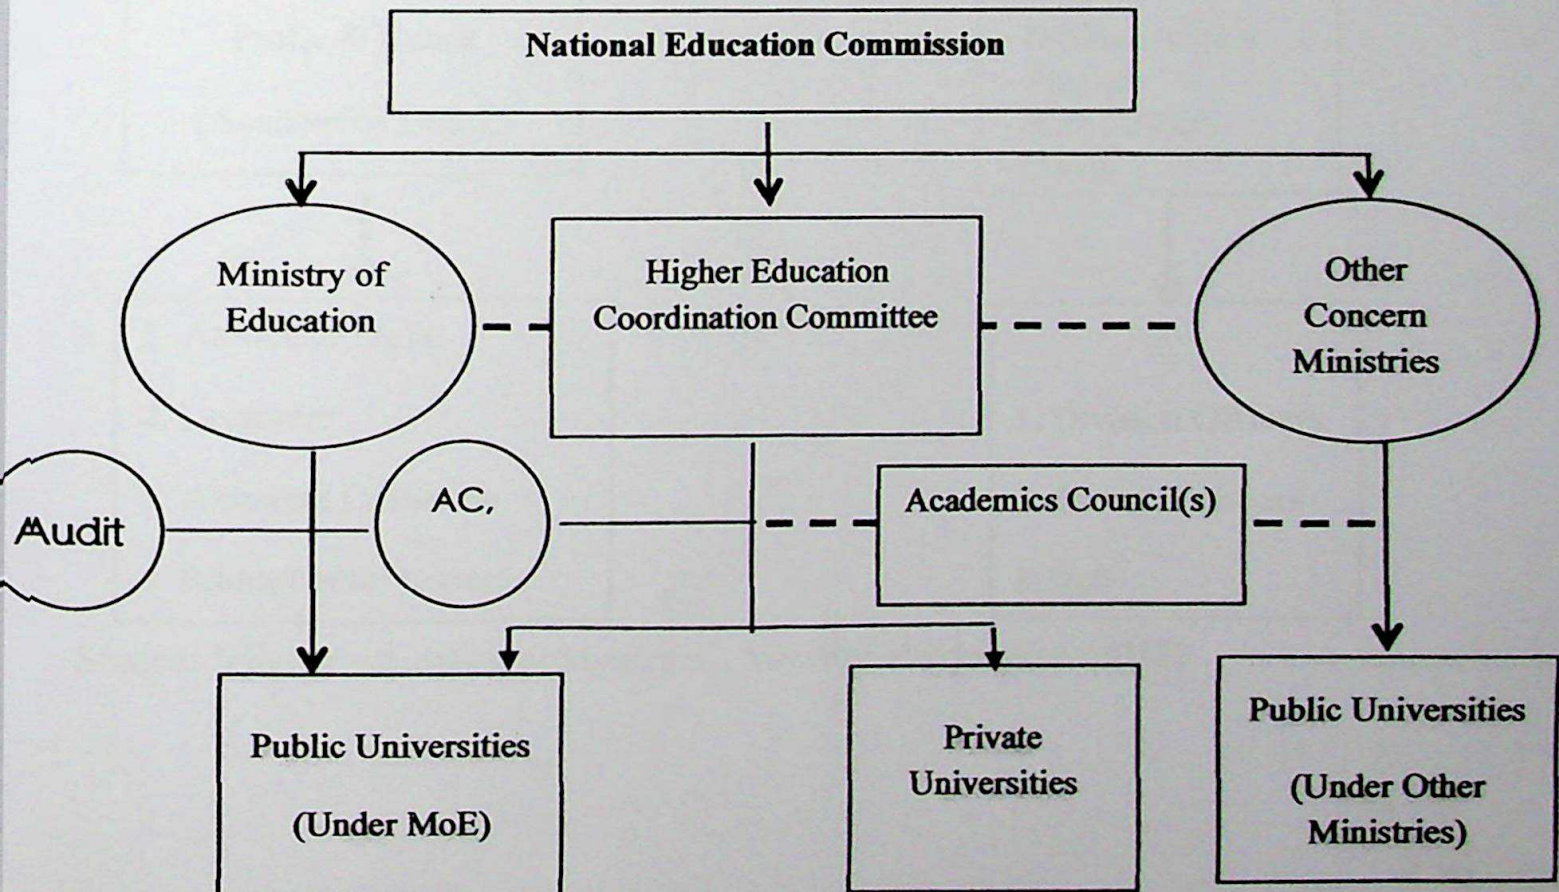 National Education Commission
Ministry of
Education
Higher Education
Coordination Committee
Other
Concern
Ministries
Audit
AC,
Academics Council(s)
Public Universities
(Under MoE)
Private
Universities
Public Universities
(Under Other
Ministries)